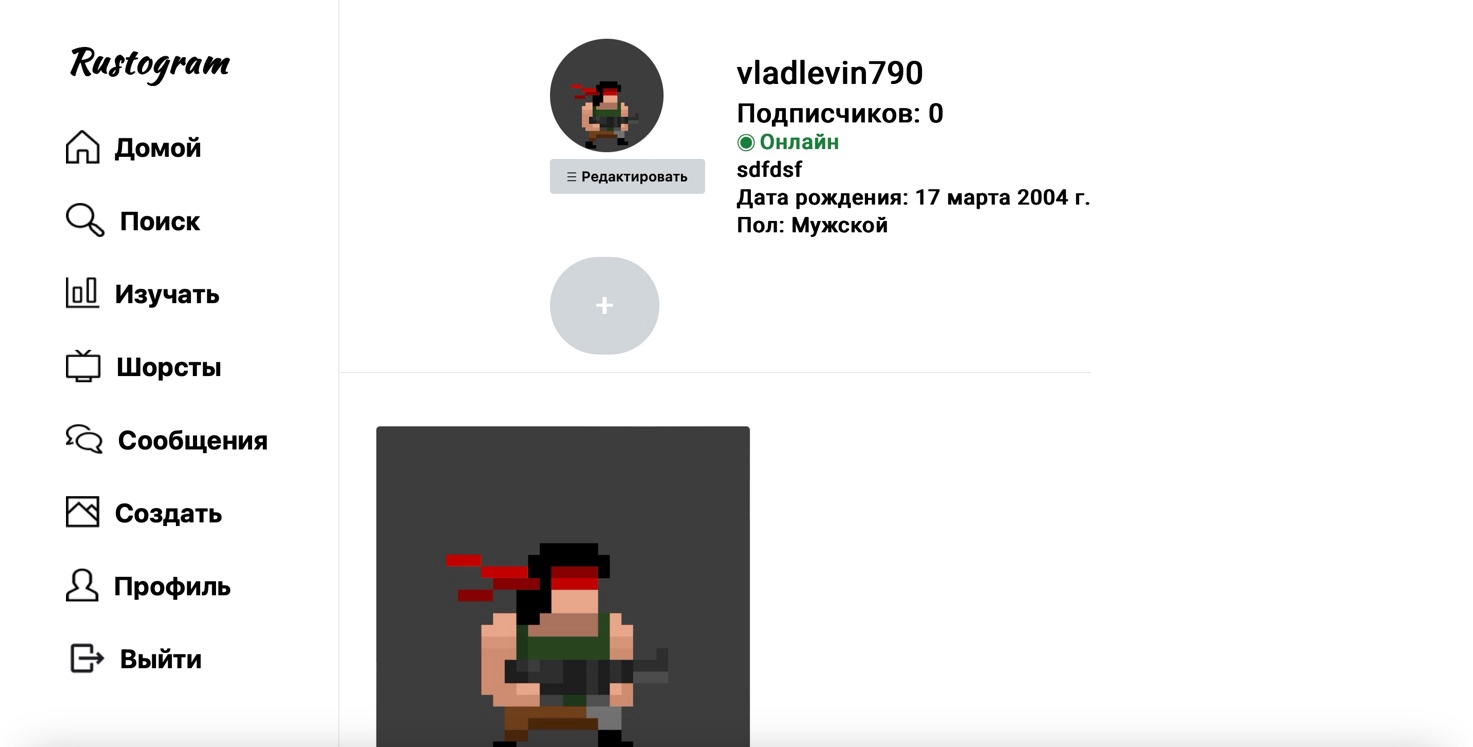 Rustogram
Домой
Поиск
Изучать
Шорсты
Сообщения
Создать
Профиль
Выйти
vladlevin790
Подписчиков: 0
◉ Онлайн
sdfdsf
Дата рождения: 17 марта 2004 г.
Пол: Мужской
☰ Редактировать
+